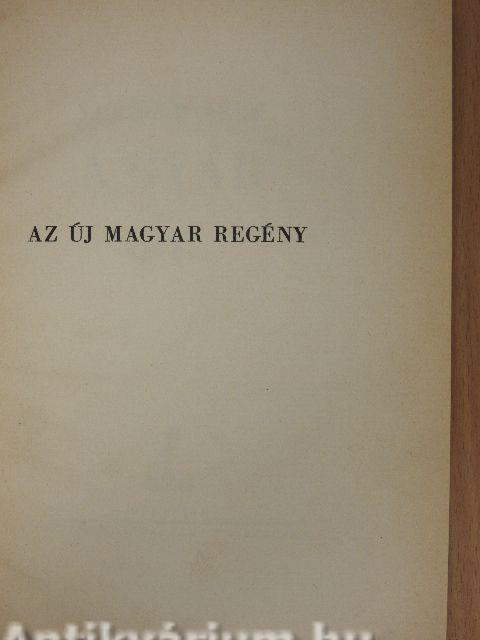 AZ ÚJ MAGYAR REGÉNY
Antikvárium.hu